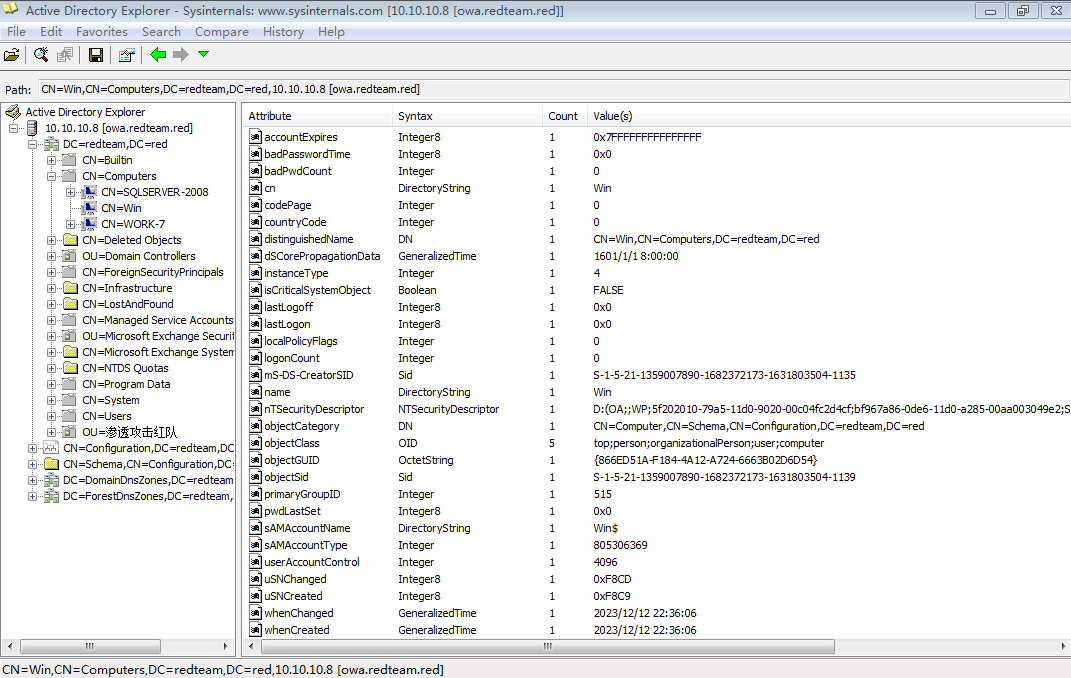 Active Directory Explorer - Sysinternals: www.sysinternals.com [10.10.10.8 [owa.redteam.red]]
File Edit Favorites Search Compare History Help
Path: CN=Win,CN=Computers,DC=redteam,DC=red,10.10.10.8 [owa.redteam.red]
Active Directory Explorer
10.10.10.8 [owa.redteam.red]
DC=redteam,DC=red
CN=Builtin
CN=Computers
CN=SQLSERVER-2008
CN=Win
CN=WORK-7
CN=Deleted Objects
OU=Domain Controllers
CN=ForeignSecurityPrincipals
CN=Infrastructure
CN=LostAndFound
CN=Managed Service Accounts
OU=Microsoft Exchange Securit
CN=Microsoft Exchange System
CN=NTDS Quotas
CN=Program Data
CN=System
CN=Users
OU=渗透攻击红队
CN=Configuration,DC=redteam,DC
CN=Schema,CN=Configuration,DC=
DC=DomainDnsZones,DC=redteam
DC=ForestDnsZones,DC=redteam,
Attribute Syntax Count Value(s)
accountExpires Integer8 1 0x7FFFFFFFFFFFFFFF
badPasswordTime Integer8 1 0x0
badPwdCount Integer 1 0
cn DirectoryString 1 Win
codePage Integer 1 0
countryCode Integer 1 0
distinguishedName DN 1 CN=Win,CN=Computers,DC=redteam,DC=red
dSCorePropagationData GeneralizedTime 1 1601/1/1 8:00:00
instanceType Integer 1 4
isCriticalSystemObject Boolean 1 FALSE
lastLogoff Integer8 1 0x0
lastLogon Integer8 1 0x0
localPolicyFlags Integer 1 0
logonCount Integer 1 0
mS-DS-CreatorSID Sid 1 S-1-5-21-1359007890-1682372173-1631803504-1135
name DirectoryString 1 Win
nTSecurityDescriptor NTSecurityDescriptor 1 D:(OA;;WP;5f202010-79a5-11d0-9020-00c04fc2d4cf;bf967a86-0de6-11d0-a285-00aa003049e2;S
objectCategory DN 1 CN=Computer,CN=Schema,CN=Configuration,DC=redteam,DC=red
objectClass OID 5 top;person;organizationalPerson;user;computer
objectGUID OctetString 1 {866ED51A-F184-4A12-A724-6663B02D6D54}
objectSid Sid 1 S-1-5-21-1359007890-1682372173-1631803504-1139
primaryGroupID Integer 1 515
pwdLastSet Integer8 1 0x0
sAMAccountName DirectoryString 1 Win$
sAMAccountType Integer 1 805306369
userAccountControl Integer 1 4096
uSNChanged Integer8 1 0xF8CD
uSNCreated Integer8 1 0xF8C9
whenChanged GeneralizedTime 1 2023/12/12 22:36:06
whenCreated GeneralizedTime 1 2023/12/12 22:36:06
CN=Win,CN=Computers,DC=redteam,DC=red,10.10.10.8 [owa.redteam.red]